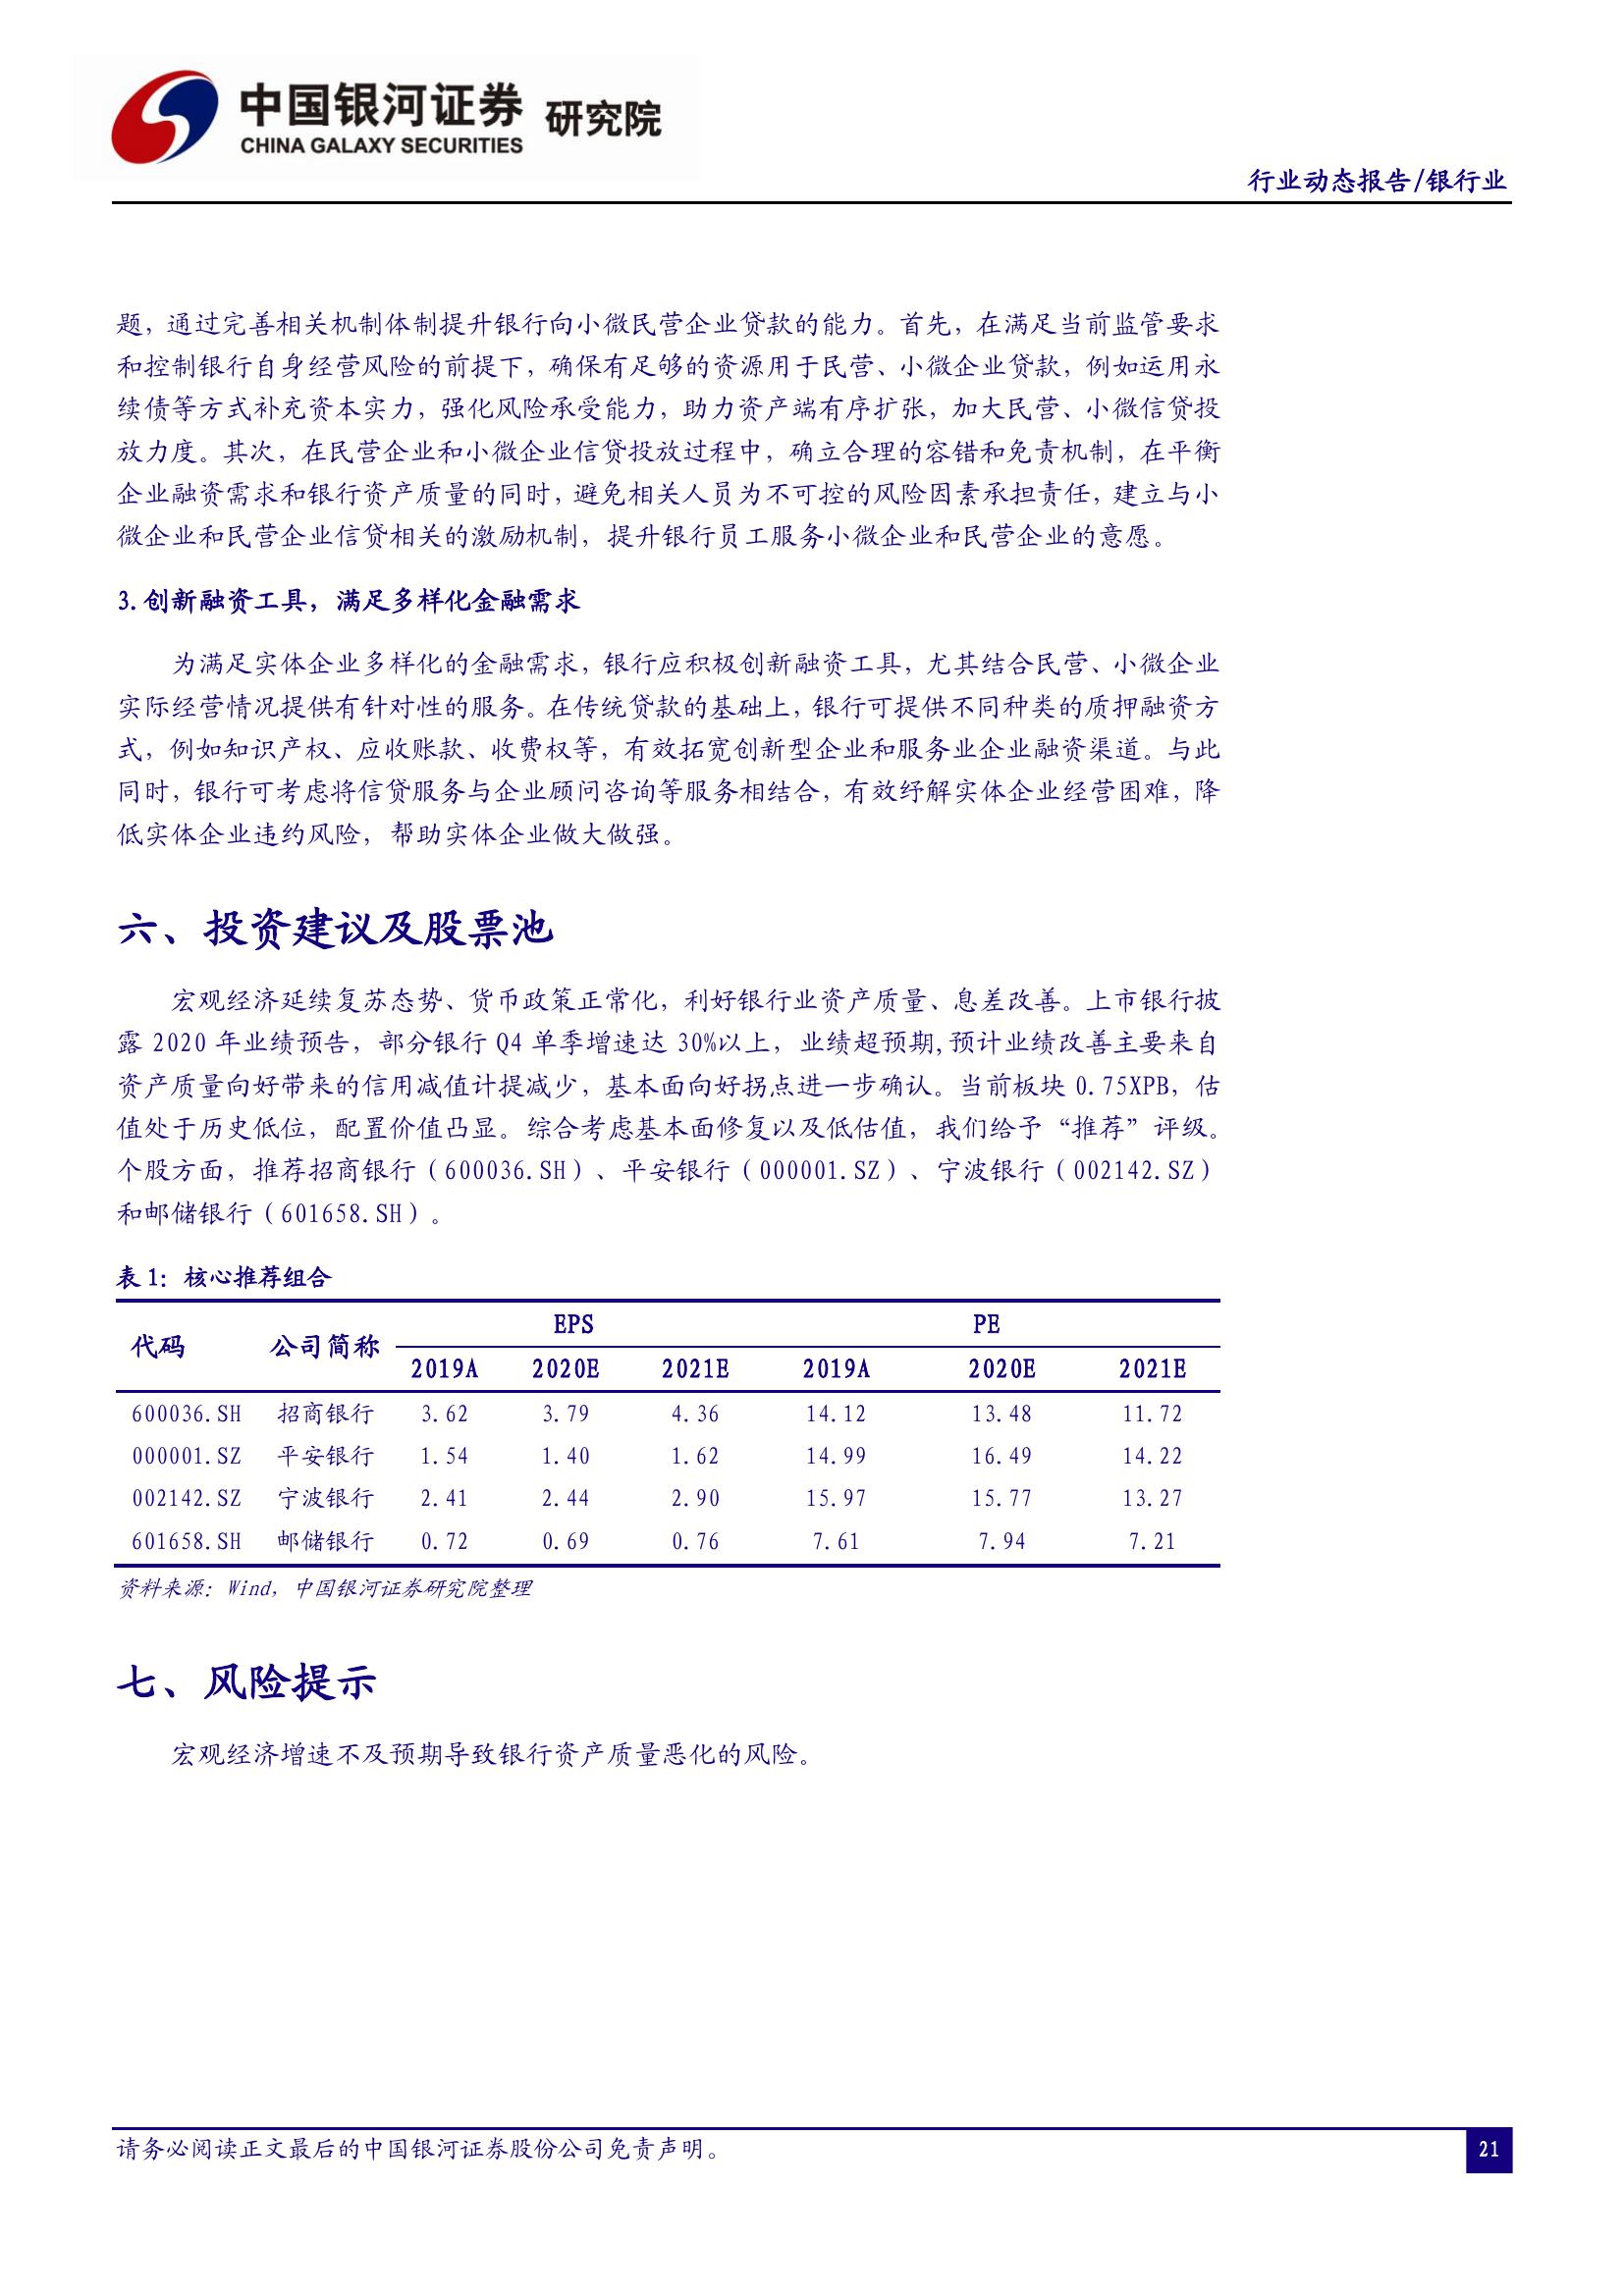 中国银河证券 研究院
CHINA GALAXY SECURITIES
行业动态报告/银行业
题，通过完善相关机制体制提升银行向小微民营企业贷款的能力。首先，在满足当前监管要求
和控制银行自身经营风险的前提下，确保有足够的资源用于民营、小微企业贷款，例如运用永
续债等方式补充资本实力，强化风险承受能力，助力资产端有序扩张，加大民营、小微信贷投
放力度。其次，在民营企业和小微企业信贷投放过程中，确立合理的容错和免责机制，在平衡
企业融资需求和银行资产质量的同时，避免相关人员为不可控的风险因素承担责任，建立与小
微企业和民营企业信贷相关的激励机制，提升银行员工服务小微企业和民营企业的意愿。
3.创新融资工具，满足多样化金融需求
为满足实体企业多样化的金融需求，银行应积极创新融资工具，尤其结合民营、小微企业
实际经营情况提供有针对性的服务。在传统贷款的基础上，银行可提供不同种类的质押融资方
式，例如知识产权、应收账款、收费权等，有效拓宽创新型企业和服务业企业融资渠道。与此
同时，银行可考虑将信贷服务与企业顾问咨询等服务相结合，有效纾解实体企业经营困难，降
低实体企业违约风险，帮助实体企业做大做强。
六、投资建议及股票池
宏观经济延续复苏态势、货币政策正常化，利好银行业资产质量、息差改善。上市银行披
露 2020 年业绩预告，部分银行 Q4 单季增速达 30%以上，业绩超预期,预计业绩改善主要来自
资产质量向好带来的信用减值计提减少，基本面向好拐点进一步确认。当前板块 0.75XPB，估
值处于历史低位，配置价值凸显。综合考虑基本面修复以及低估值，我们给予“推荐”评级。
个股方面，推荐招商银行（600036.SH）、平安银行（000001.SZ）、宁波银行（002142.SZ）
和邮储银行（601658.SH）。
表 1：核心推荐组合
代码 公司简称 EPS PE
2019A 2020E 2021E 2019A 2020E 2021E
600036.SH 招商银行 3.62 3.79 4.36 14.12 13.48 11.72
000001.SZ 平安银行 1.54 1.40 1.62 14.99 16.49 14.22
002142.SZ 宁波银行 2.41 2.44 2.90 15.97 15.77 13.27
601658.SH 邮储银行 0.72 0.69 0.76 7.61 7.94 7.21
资料来源：Wind，中国银河证券研究院整理
七、风险提示
宏观经济增速不及预期导致银行资产质量恶化的风险。
请务必阅读正文最后的中国银河证券股份公司免责声明。
21